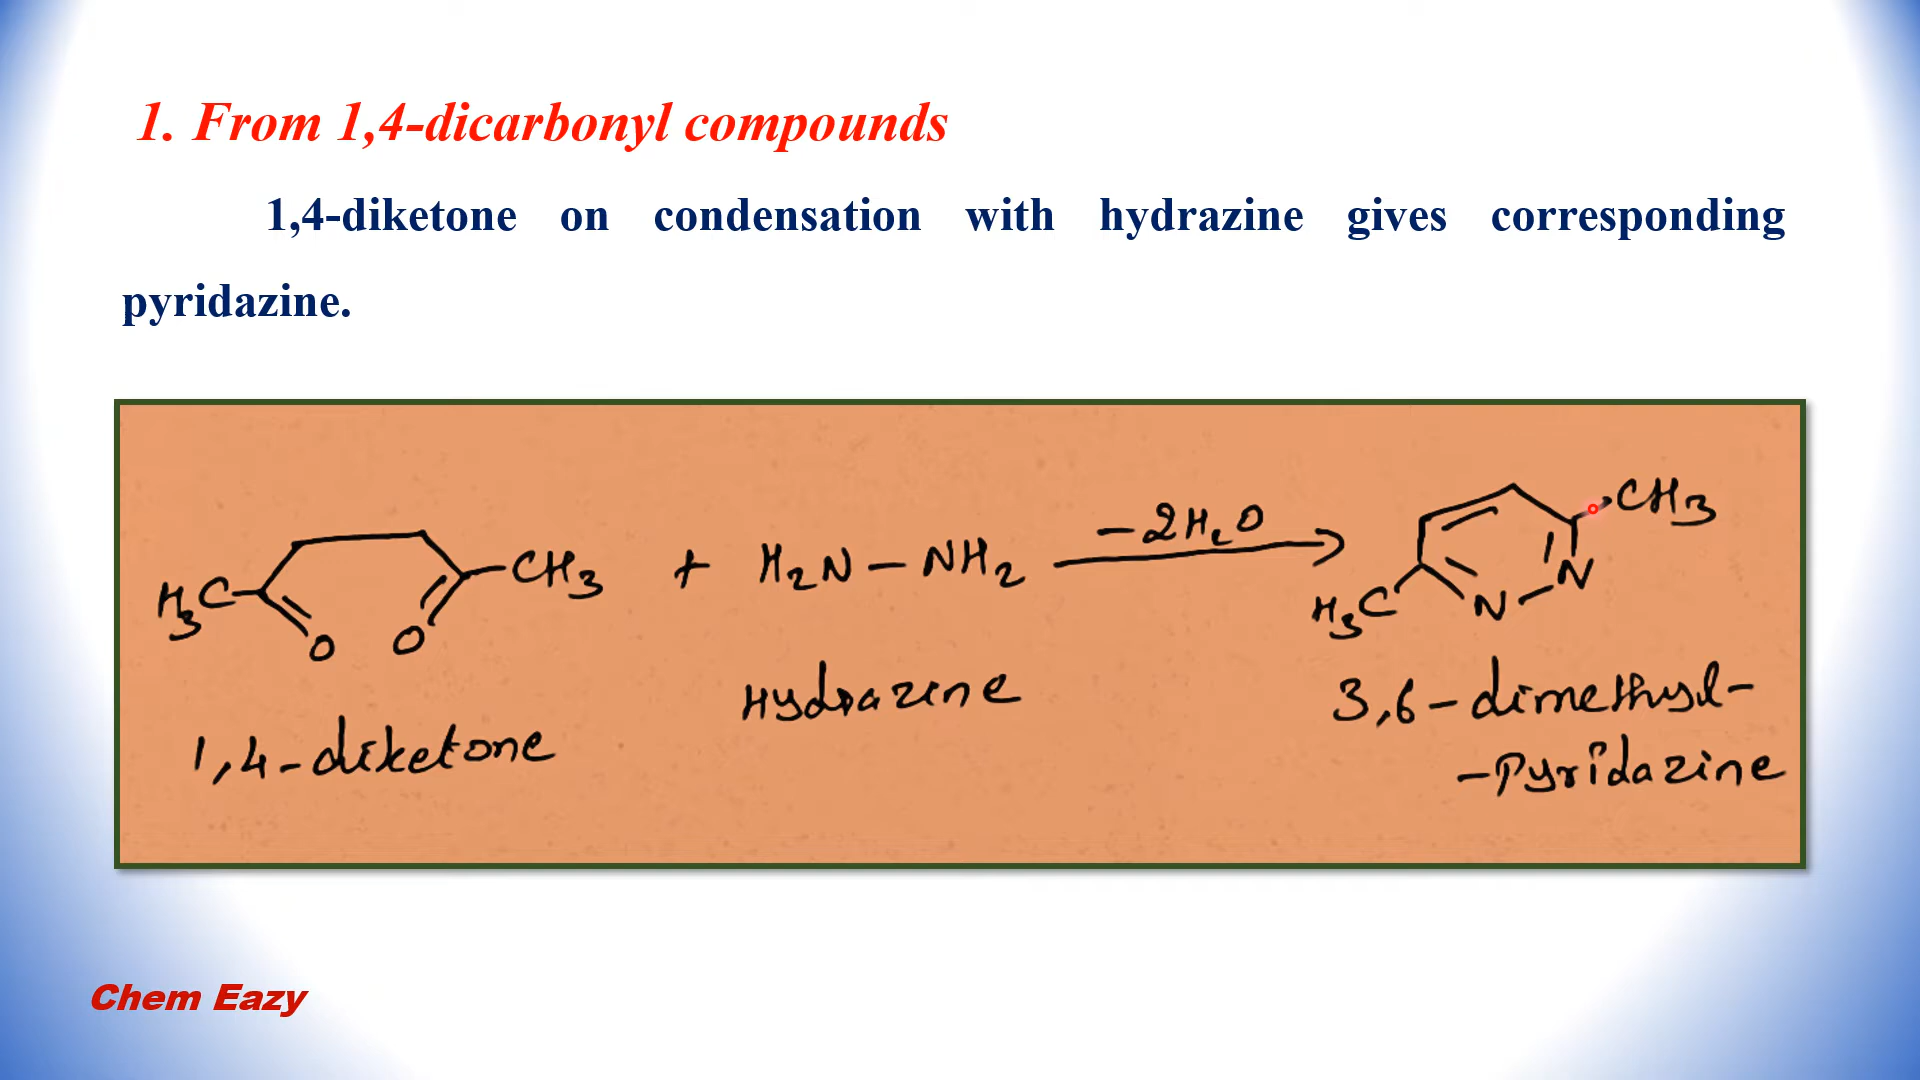 1. From 1,4-dicarbonyl compounds
1,4-diketone on condensation with hydrazine gives corresponding
pyridazine.
H₃C O O CH₃ + H₂N-NH₂ -2H₂O → H₃C N-N CH₃
1,4-diketone
Hydrazine
3,6-dimethyl-
-Pyridazine
Chem Eazy